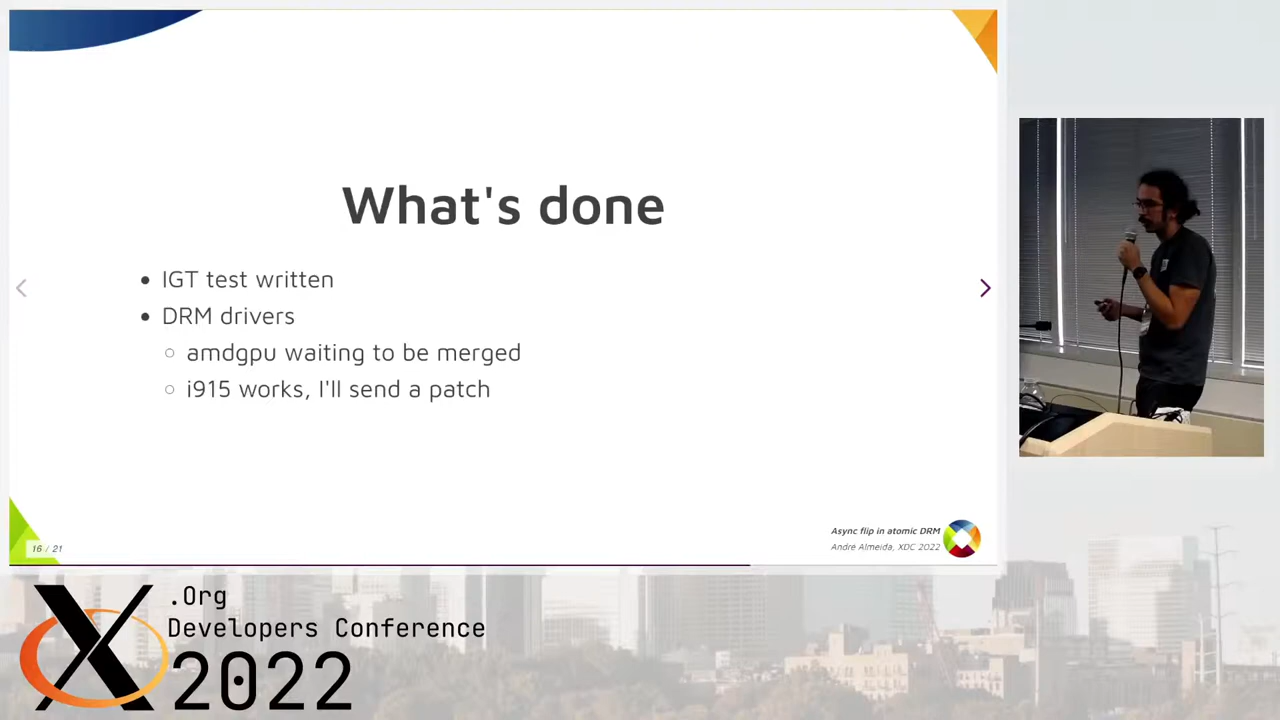 What's done
IGT test written
DRM drivers
amdgpu waiting to be merged
i915 works, I'll send a patch
Async flip in atomic DRM
André Almeida, XDC 2022
16 / 21
X
.Org
Developers Conference
2022